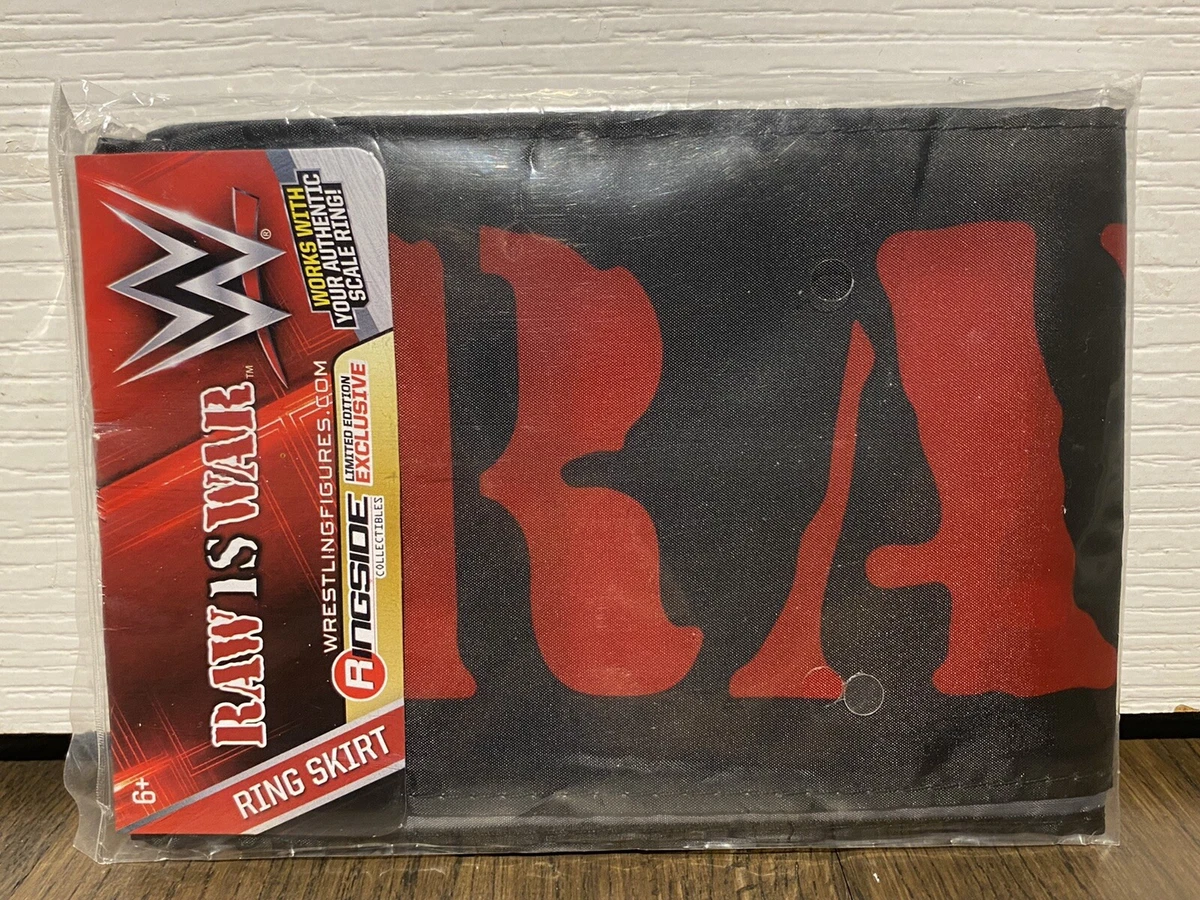 W
®
WORKS WITH
YOUR AUTHENTIC
SCALE RING!
RAW IS WAR™
WRESTLINGFIGURES.COM
RINGSIDE
COLLECTIBLES
LIMITED EDITION
EXCLUSIVE
6+
RING SKIRT
RA